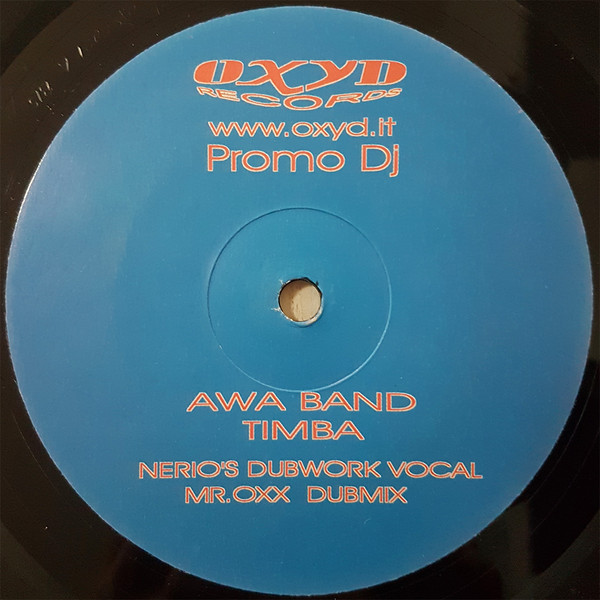 OXYD
RECORDS
www.oxyd.it
Promo Dj
AWA BAND
TIMBA
NERIO'S DUBWORK VOCAL
MR.OXX DUBMIX